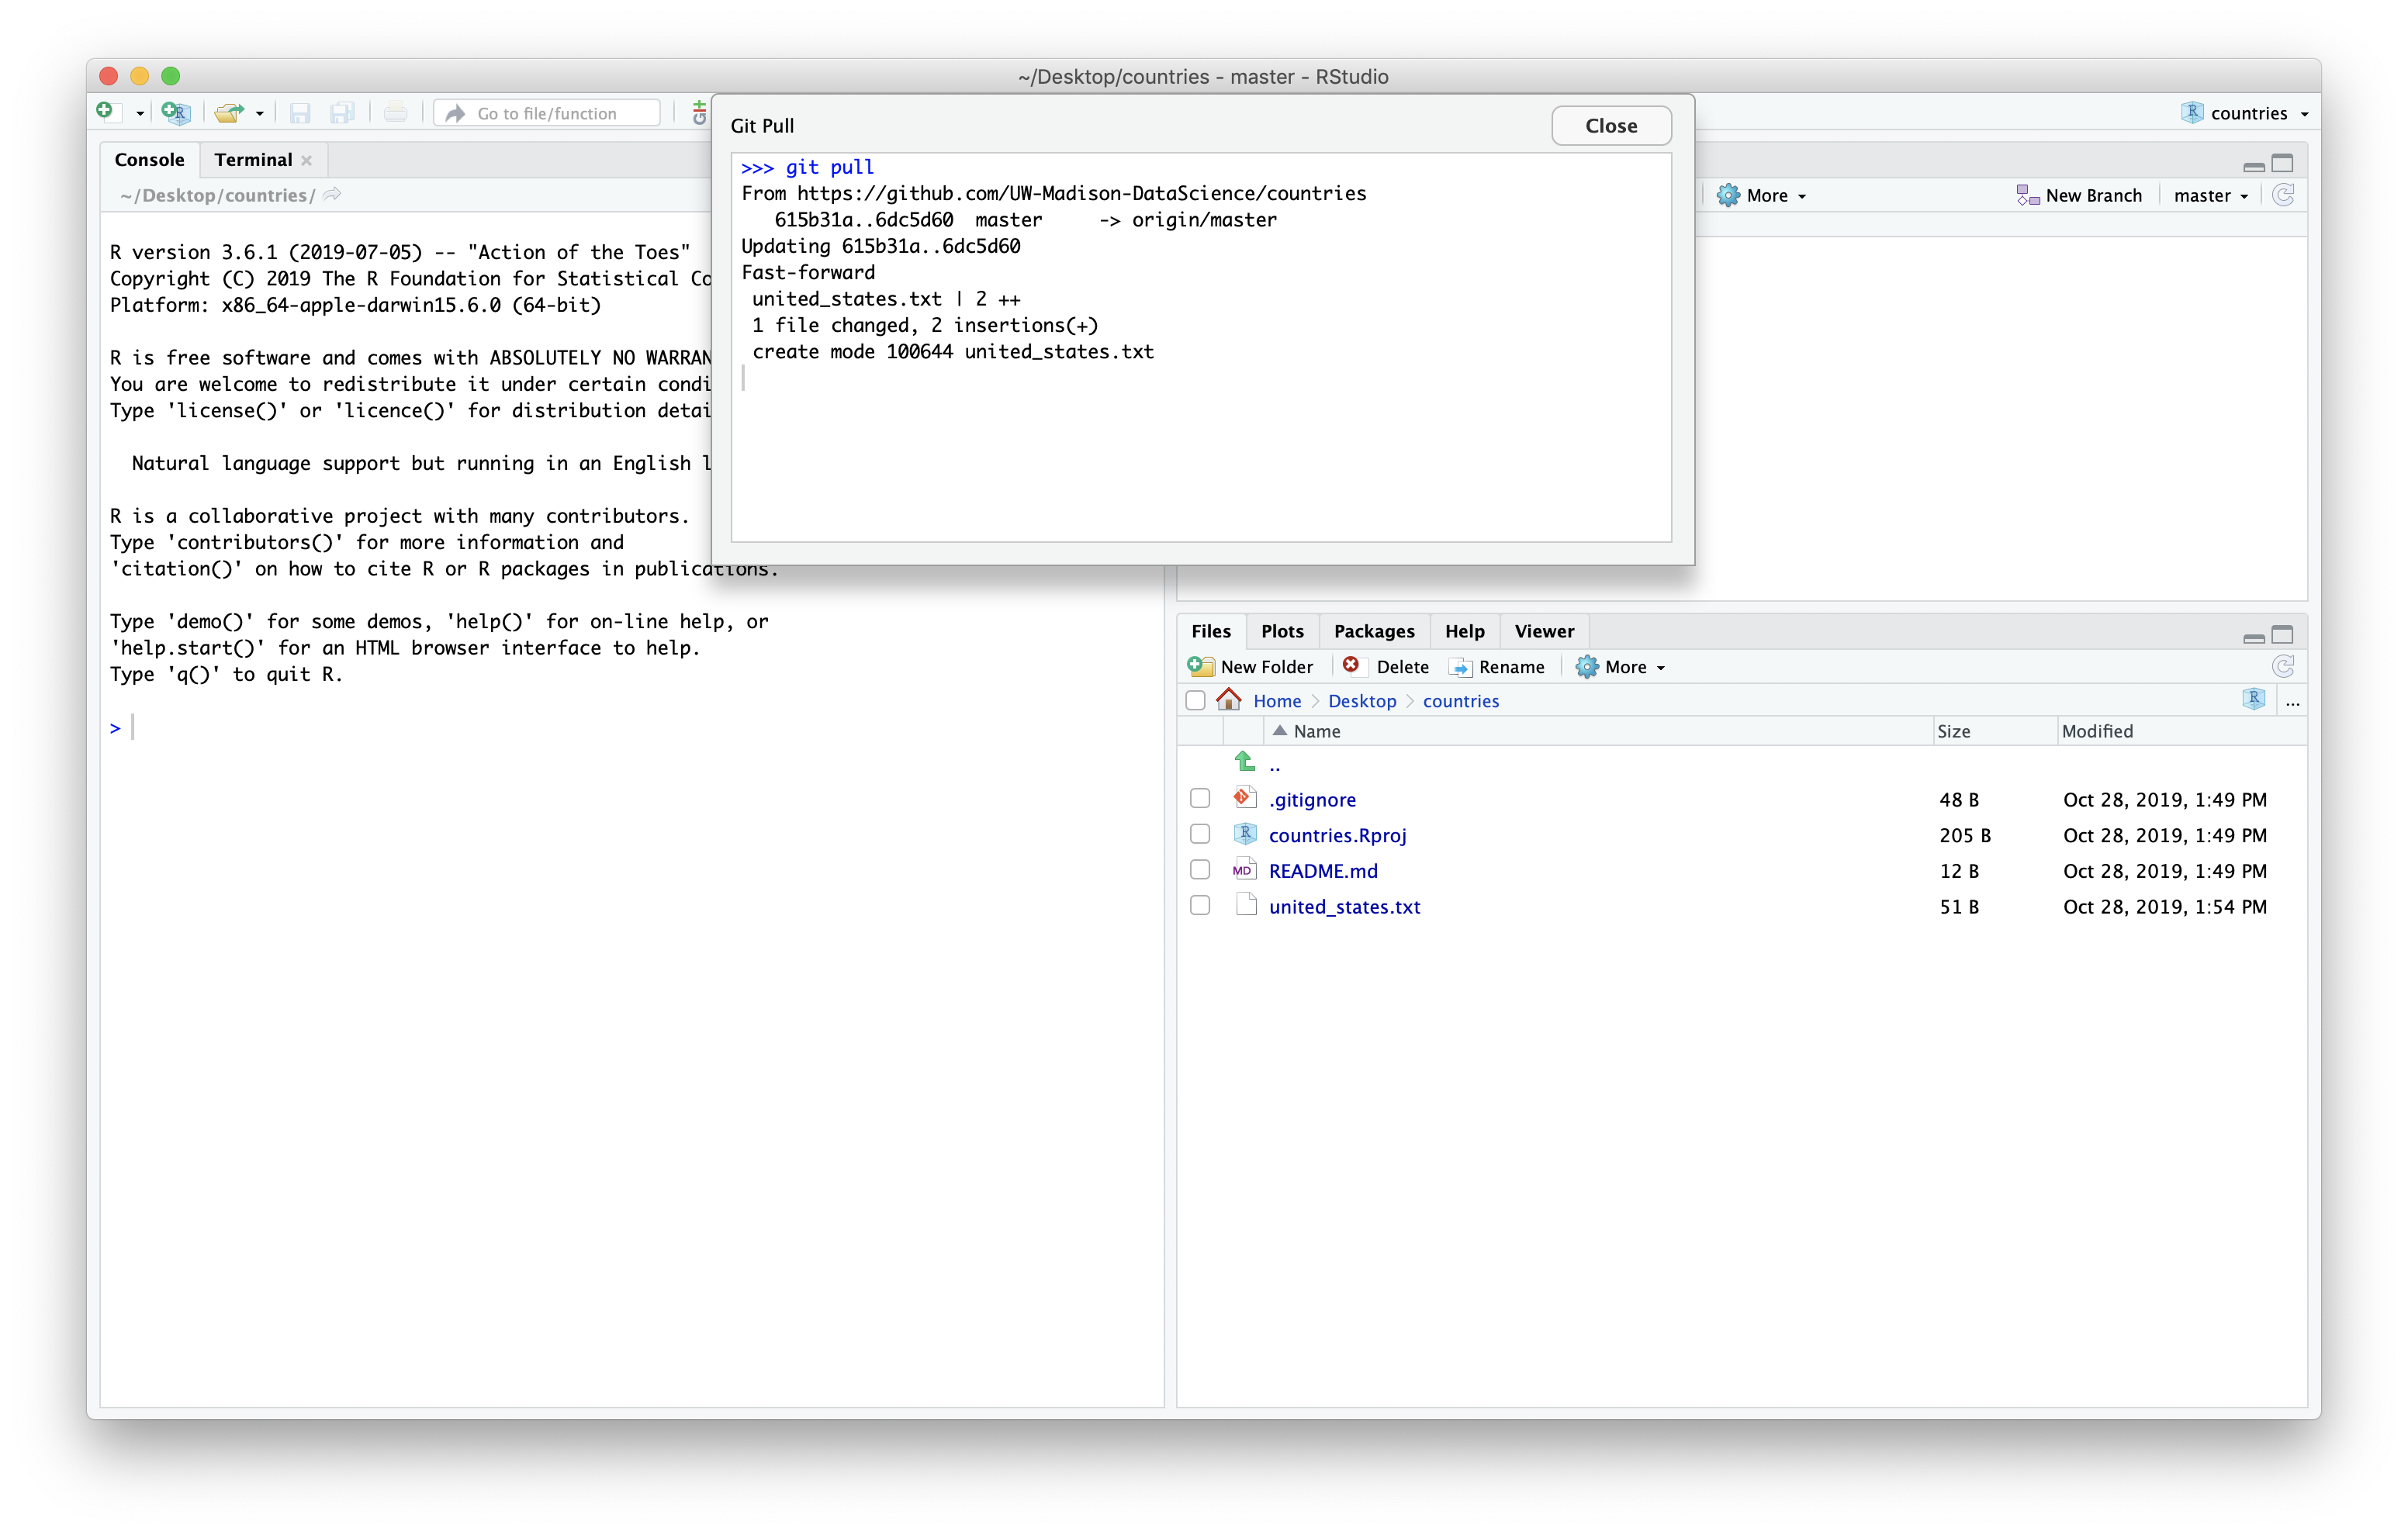 ~/Desktop/countries - master - RStudio
Go to file/function
countries
Git Pull
Close
>>> git pull
From https://github.com/UW-Madison-DataScience/countries
   615b31a..6dc5d60  master     -> origin/master
Updating 615b31a..6dc5d60
Fast-forward
 united_states.txt | 2 ++
 1 file changed, 2 insertions(+)
 create mode 100644 united_states.txt
Console
Terminal
~/Desktop/countries/
R version 3.6.1 (2019-07-05) -- "Action of the Toes"
Copyright (C) 2019 The R Foundation for Statistical Co
Platform: x86_64-apple-darwin15.6.0 (64-bit)
R is free software and comes with ABSOLUTELY NO WARRAN
You are welcome to redistribute it under certain condi
Type 'license()' or 'licence()' for distribution detai
  Natural language support but running in an English l
R is a collaborative project with many contributors.
Type 'contributors()' for more information and
'citation()' on how to cite R or R packages in publications.
Type 'demo()' for some demos, 'help()' for on-line help, or
'help.start()' for an HTML browser interface to help.
Type 'q()' to quit R.
>
More
New Branch
master
Files Plots Packages Help Viewer
New Folder Delete Rename More
Home > Desktop > countries ...
Name Size Modified
..
.gitignore 48 B Oct 28, 2019, 1:49 PM
countries.Rproj 205 B Oct 28, 2019, 1:49 PM
README.md 12 B Oct 28, 2019, 1:49 PM
united_states.txt 51 B Oct 28, 2019, 1:54 PM